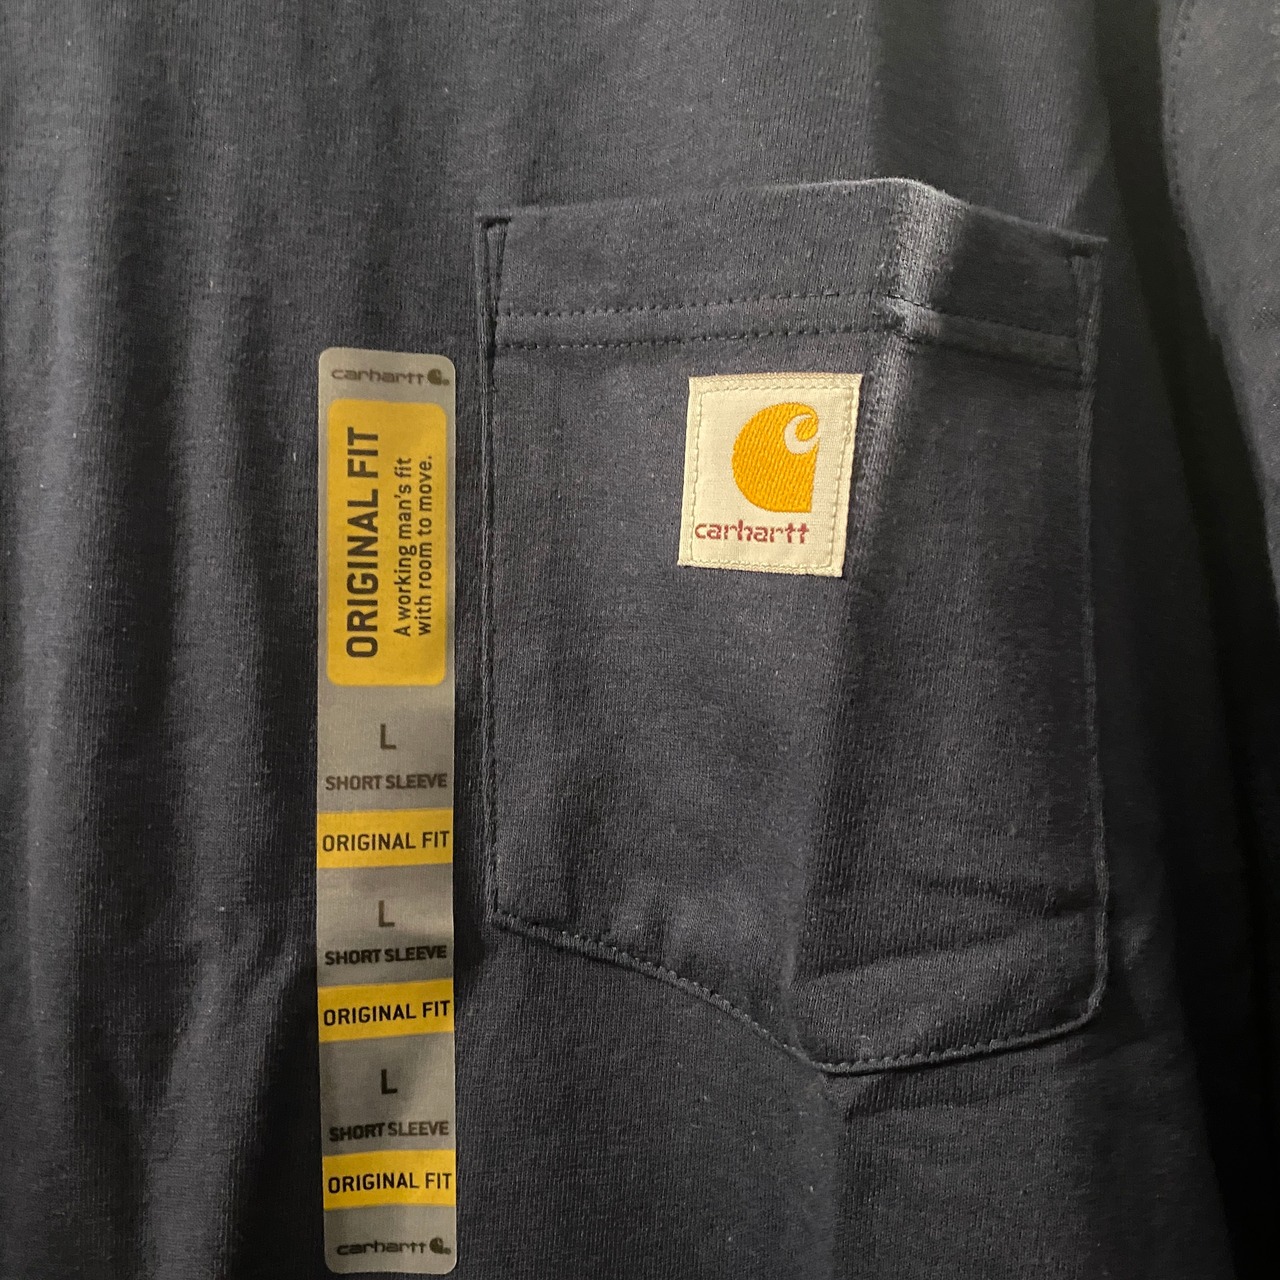 carhartt
ORIGINAL FIT
A working man's fit
with room to move.
L
SHORT SLEEVE
ORIGINAL FIT
L
SHORT SLEEVE
ORIGINAL FIT
L
SHORT SLEEVE
ORIGINAL FIT
carhartt
carhartt